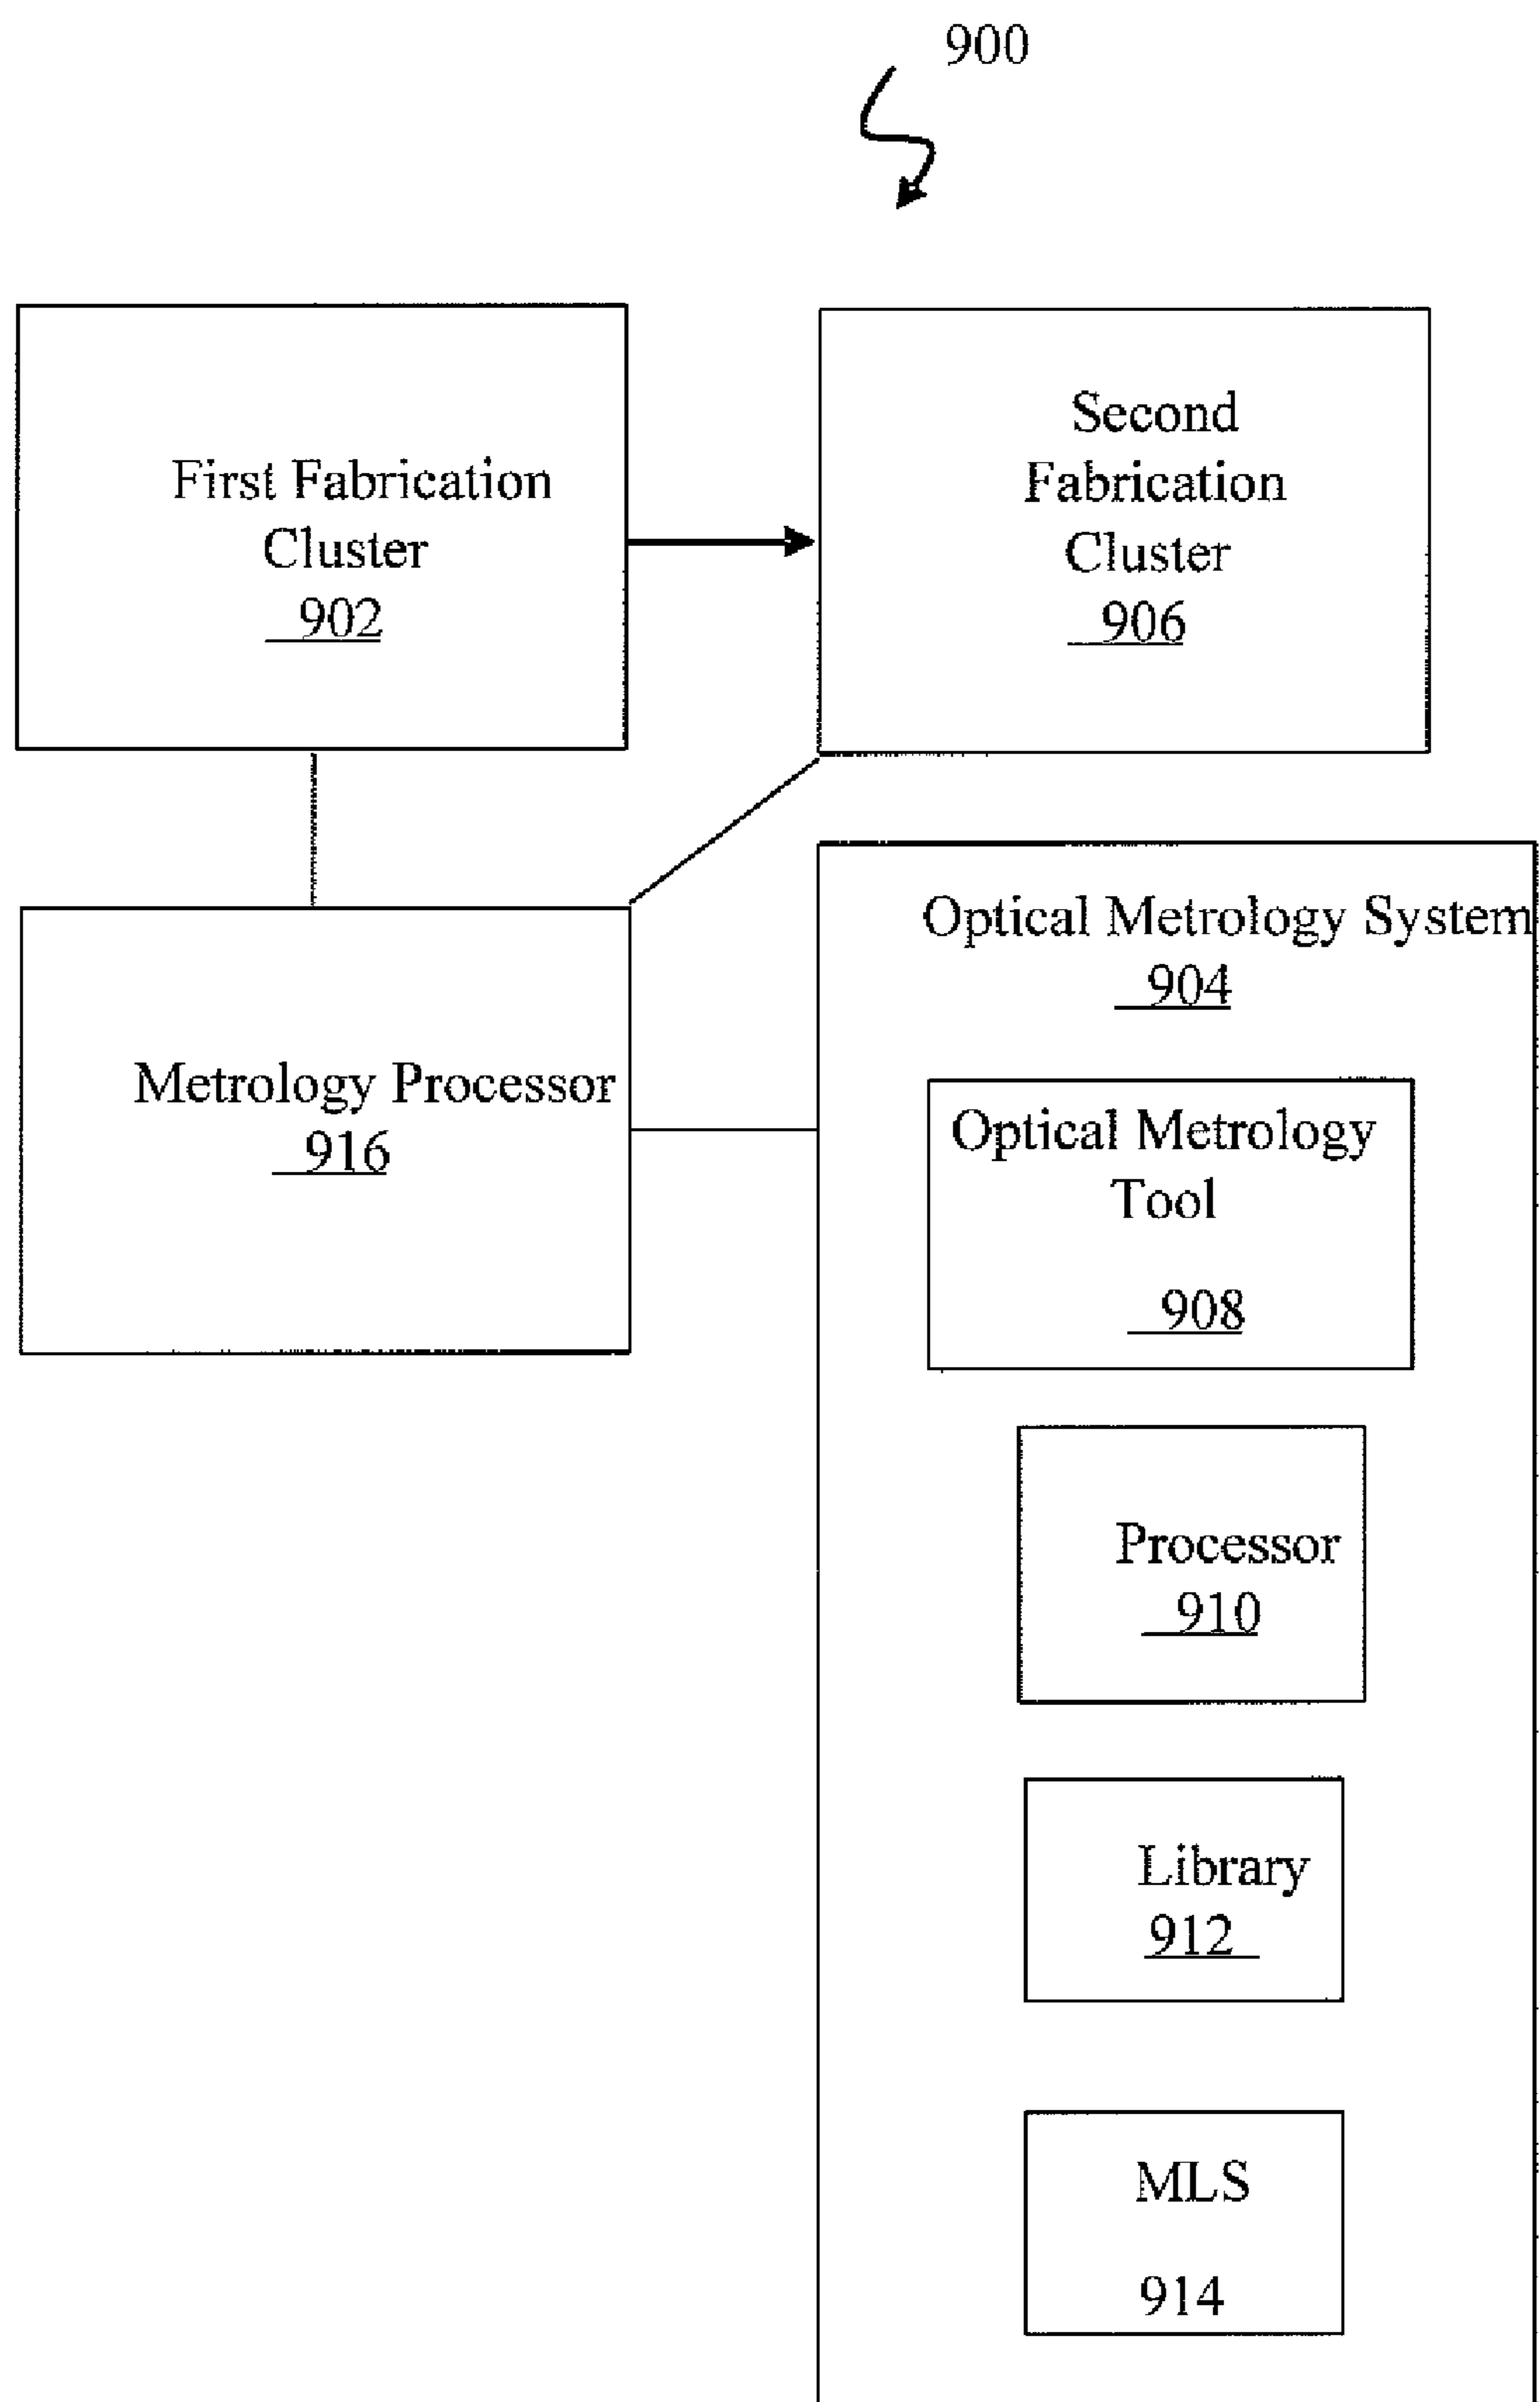 900
First Fabrication
Cluster
902
Second
Fabrication
Cluster
906
Metrology Processor
916
Optical Metrology System
904
Optical Metrology
Tool
908
Processor
910
Library
912
MLS
914